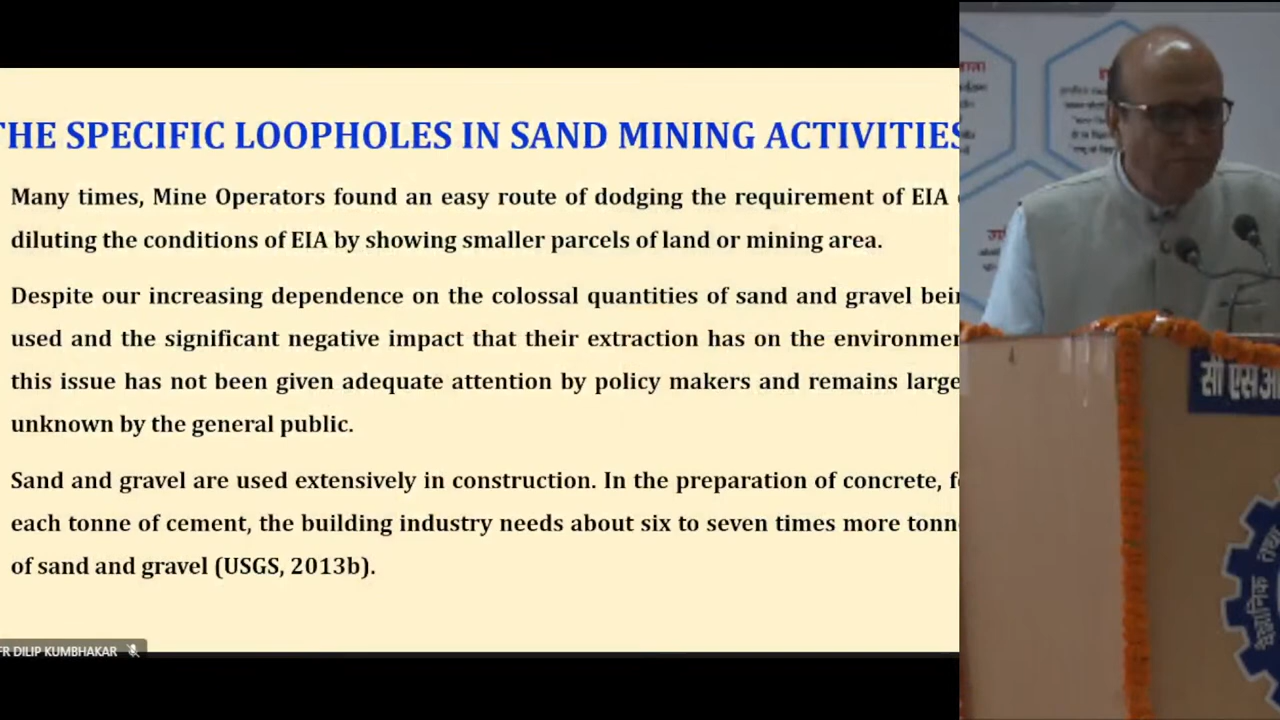 THE SPECIFIC LOOPHOLES IN SAND MINING ACTIVITIES
Many times, Mine Operators found an easy route of dodging the requirement of EIA
diluting the conditions of EIA by showing smaller parcels of land or mining area.
Despite our increasing dependence on the colossal quantities of sand and gravel bein
used and the significant negative impact that their extraction has on the environmen
this issue has not been given adequate attention by policy makers and remains large
unknown by the general public.
Sand and gravel are used extensively in construction. In the preparation of concrete, f
each tonne of cement, the building industry needs about six to seven times more tonn
of sand and gravel (USGS, 2013b).
FR DILIP KUMBHAKAR
सी एस आ